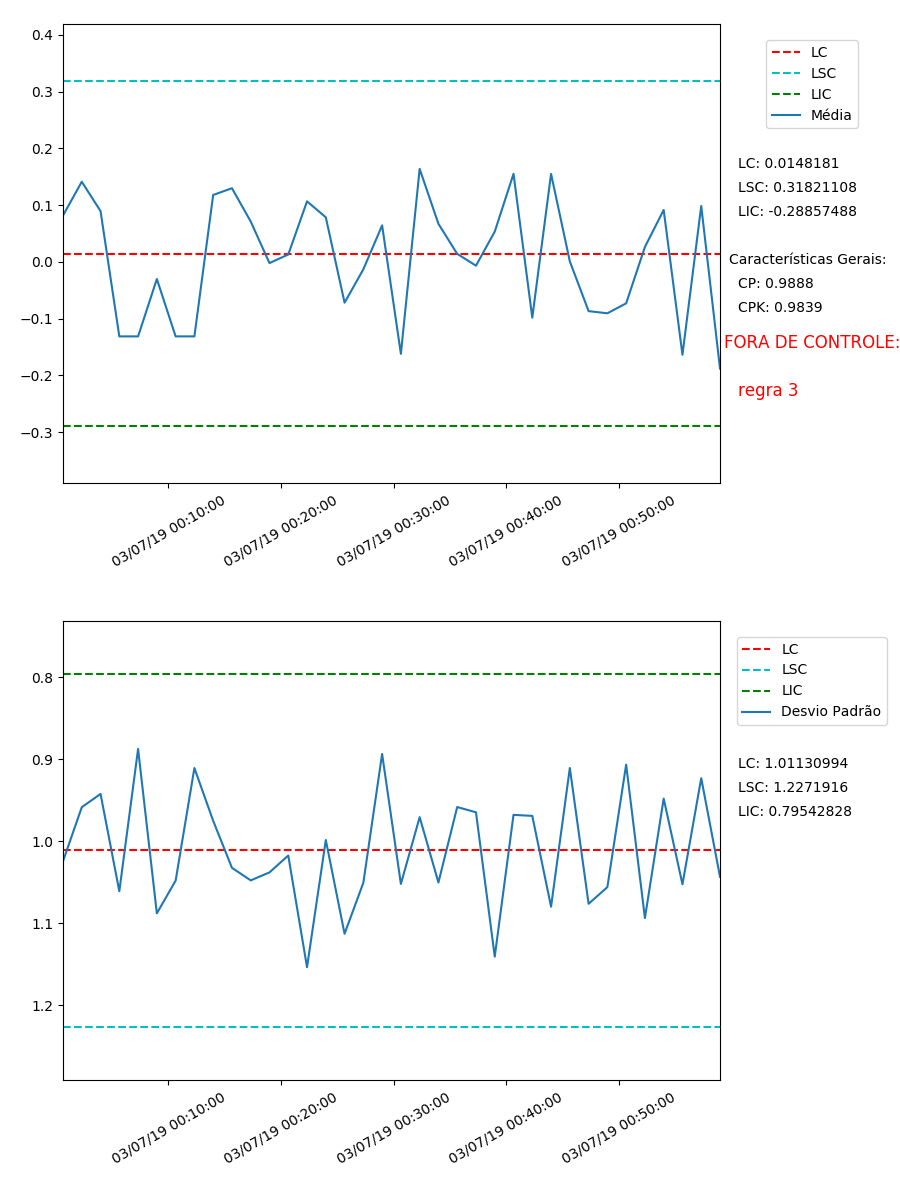 0.4
0.3
0.2
0.1
0.0
−0.1
−0.2
−0.3
03/07/19 00:10:00
03/07/19 00:20:00
03/07/19 00:30:00
03/07/19 00:40:00
03/07/19 00:50:00
LC
LSC
LIC
Média
LC: 0.0148181
LSC: 0.31821108
LIC: -0.28857488
Características Gerais:
CP: 0.9888
CPK: 0.9839
FORA DE CONTROLE:
regra 3
0.8
0.9
1.0
1.1
1.2
03/07/19 00:10:00
03/07/19 00:20:00
03/07/19 00:30:00
03/07/19 00:40:00
03/07/19 00:50:00
LC
LSC
LIC
Desvio Padrão
LC: 1.01130994
LSC: 1.2271916
LIC: 0.79542828